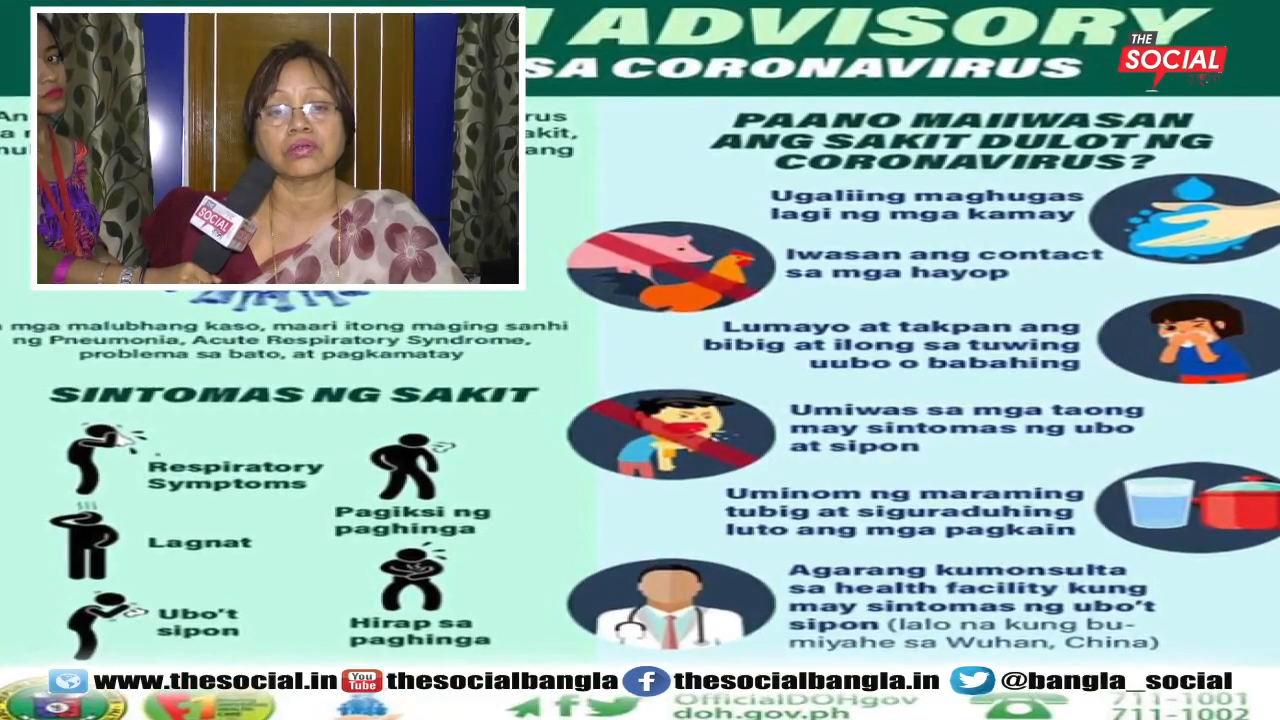 ADVISORY
SA CORONAVIRUS
THE
SOCIAL
THE
SOCIAL
mga malubhang kaso, maari itong maging sanhi
ng Pneumonia, Acute Respiratory Syndrome,
problema sa bato, at pagkamatay
SINTOMAS NG SAKIT
Respiratory
Symptoms
Lagnat
Ubo't
sipon
Pagiksi ng
paghinga
Hirap sa
paghinga
PAANO MAIIWASAN
ANG SAKIT DULOT NG
CORONAVIRUS?
Ugaliing maghugas
lagi ng mga kamay
Iwasan ang contact
sa mga hayop
Lumayo at takpan ang
bibig at ilong sa tuwing
uubo o babahing
Umiwas sa mga taong
may sintomas ng ubo
at sipon
Uminom ng maraming
tubig at siguraduhing
luto ang mga pagkain
Agarang kumonsulta
sa health facility kung
may sintomas ng ubo't
sipon (lalo na kung bu-
miyahe sa Wuhan, China)
www.thesocial.in You Tube thesocialbangla f thesocialbangla.in @bangla_social
F1 OfficialDOHgov 711-1001
doh.gov.ph 711-1002